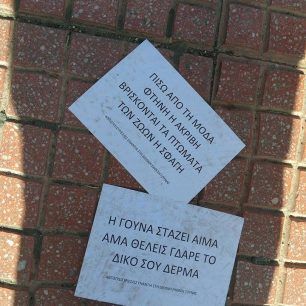 ΠΙΣΩ ΑΠΟ ΤΗ ΜΟΔΑ
ΦΤΗΝΗ Η ΑΚΡΙΒΗ
ΒΡΙΣΚΟΝΤΑΙ ΤΑ ΠΤΩΜΑΤΑ
ΤΩΝ ΖΩΩΝ Η ΣΦΑΓΗ
Η ΓΟΥΝΑ ΣΤΑΖΕΙ ΑΙΜΑ
ΑΜΑ ΘΕΛΕΙΣ ΓΔΑΡΕ ΤΟ
ΔΙΚΟ ΣΟΥ ΔΕΡΜΑ